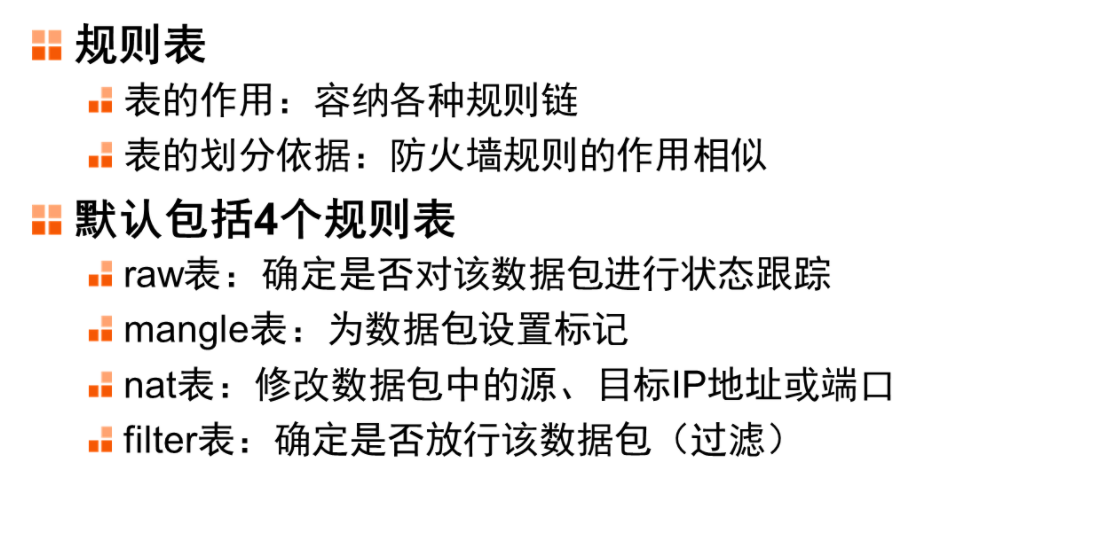 规则表
表的作用：容纳各种规则链
表的划分依据：防火墙规则的作用相似
默认包括4个规则表
raw表：确定是否对该数据包进行状态跟踪
mangle表：为数据包设置标记
nat表：修改数据包中的源、目标IP地址或端口
filter表：确定是否放行该数据包（过滤）